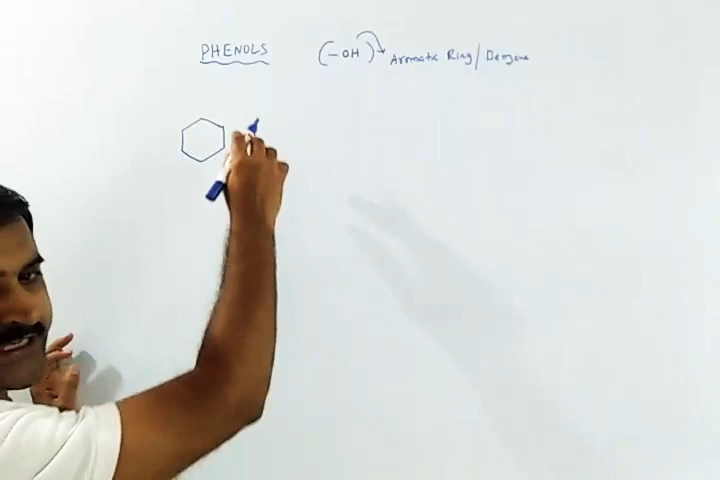 PHENOLS (-OH) → Aromatic Ring / Benzene